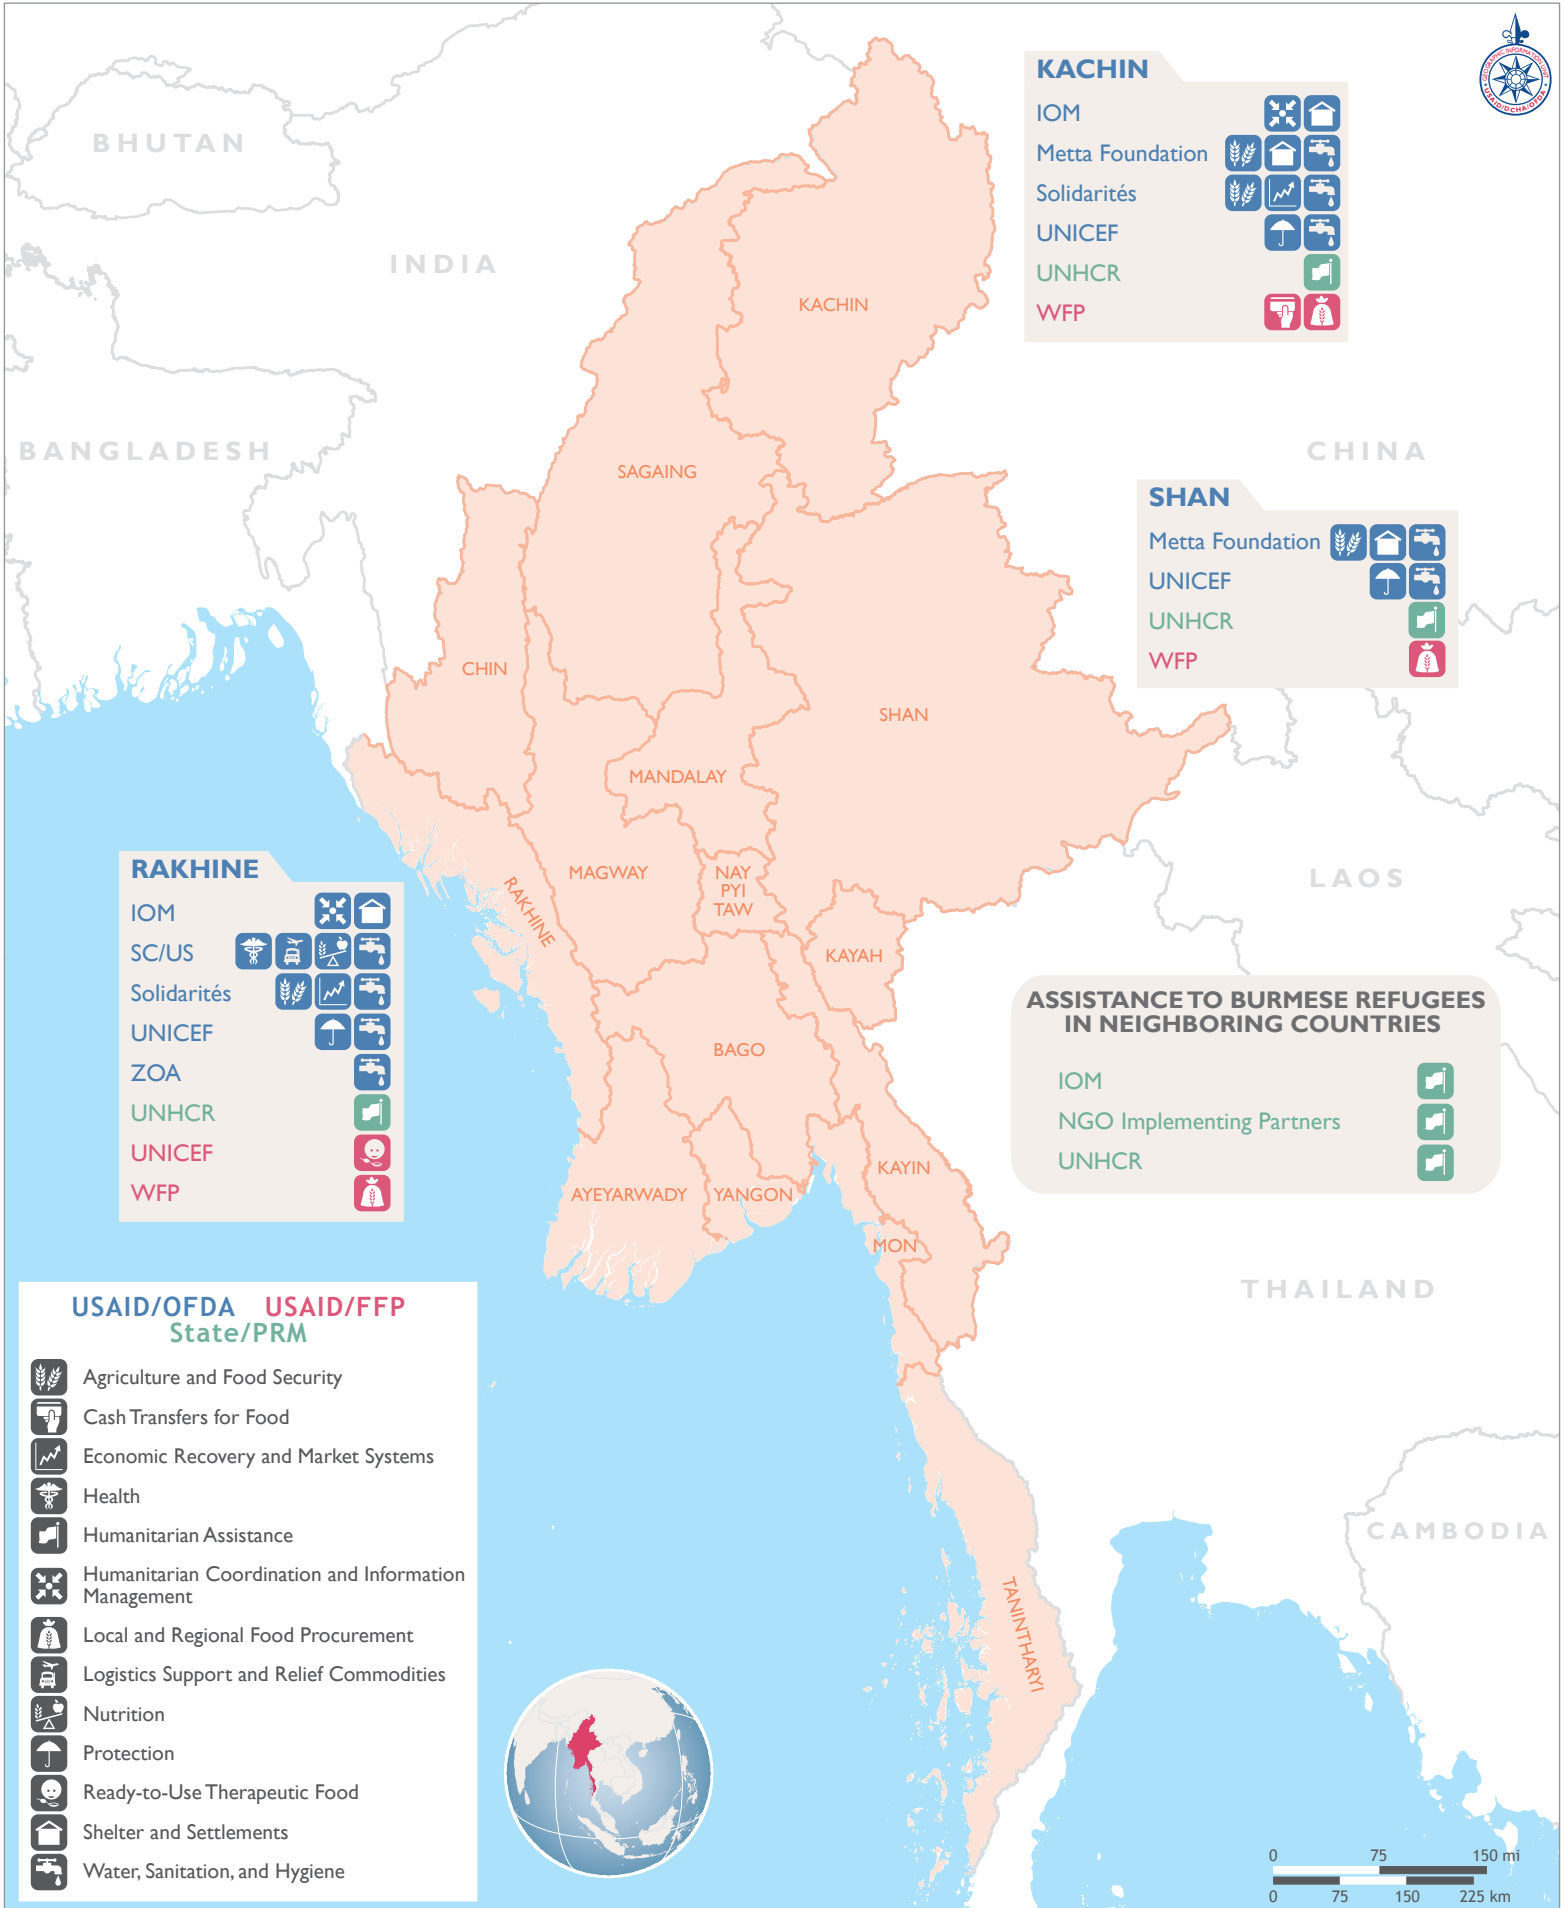 GEOGRAPHIC INFORMATION UNIT
USAID/DCHA/OFDA
KACHIN
IOM
Metta Foundation
Solidarités
UNICEF
UNHCR
WFP
BHUTAN
INDIA
KACHIN
BANGLADESH
CHINA
SAGAING
SHAN
Metta Foundation
UNICEF
UNHCR
WFP
CHIN
SHAN
MANDALAY
RAKHINE
IOM
SC/US
Solidarités
UNICEF
ZOA
UNHCR
UNICEF
WFP
MAGWAY
NAY
PYI
TAW
RAKHINE
LAOS
KAYAH
ASSISTANCE TO BURMESE REFUGEES
IN NEIGHBORING COUNTRIES
IOM
NGO Implementing Partners
UNHCR
BAGO
KAYIN
AYEYARWADY
YANGON
MON
THAILAND
USAID/OFDA USAID/FFP
State/PRM
Agriculture and Food Security
Cash Transfers for Food
Economic Recovery and Market Systems
Health
Humanitarian Assistance
Humanitarian Coordination and Information
Management
Local and Regional Food Procurement
Logistics Support and Relief Commodities
Nutrition
Protection
Ready-to-Use Therapeutic Food
Shelter and Settlements
Water, Sanitation, and Hygiene
CAMBODIA
TANINTHARYI
0 75 150 mi
0 75 150 225 km